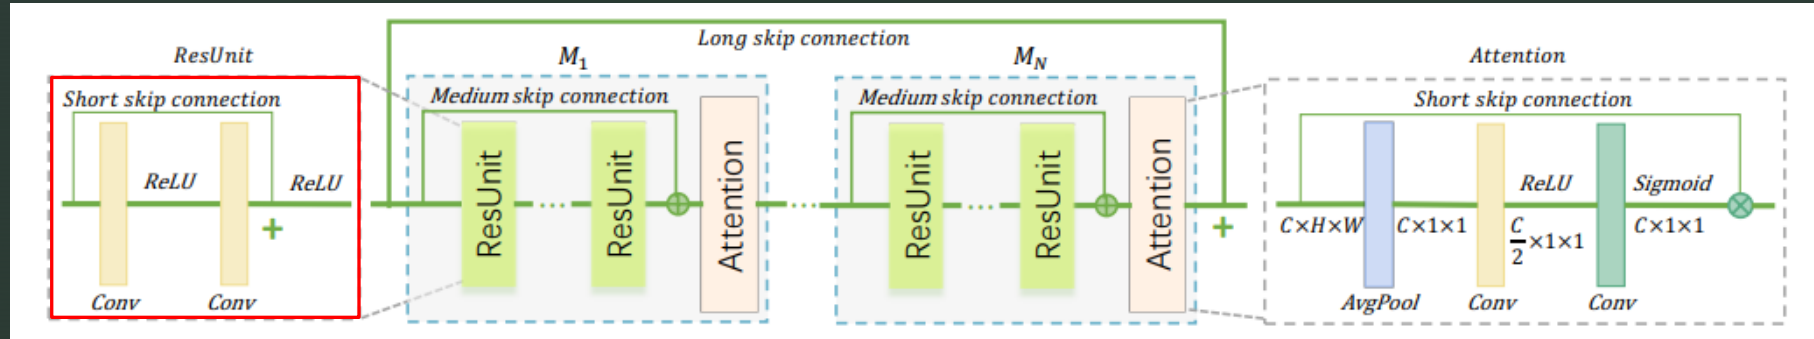 ResUnit
Short skip connection
ReLU
ReLU
+
Conv
Conv
Long skip connection
M₁
Medium skip connection
ResUnit
...
ResUnit
Attention
...
M_N
Medium skip connection
ResUnit
...
ResUnit
Attention
+
Attention
Short skip connection
ReLU
Sigmoid
C×H×W
C×1×1
C/2 ×1×1
C×1×1
AvgPool
Conv
Conv